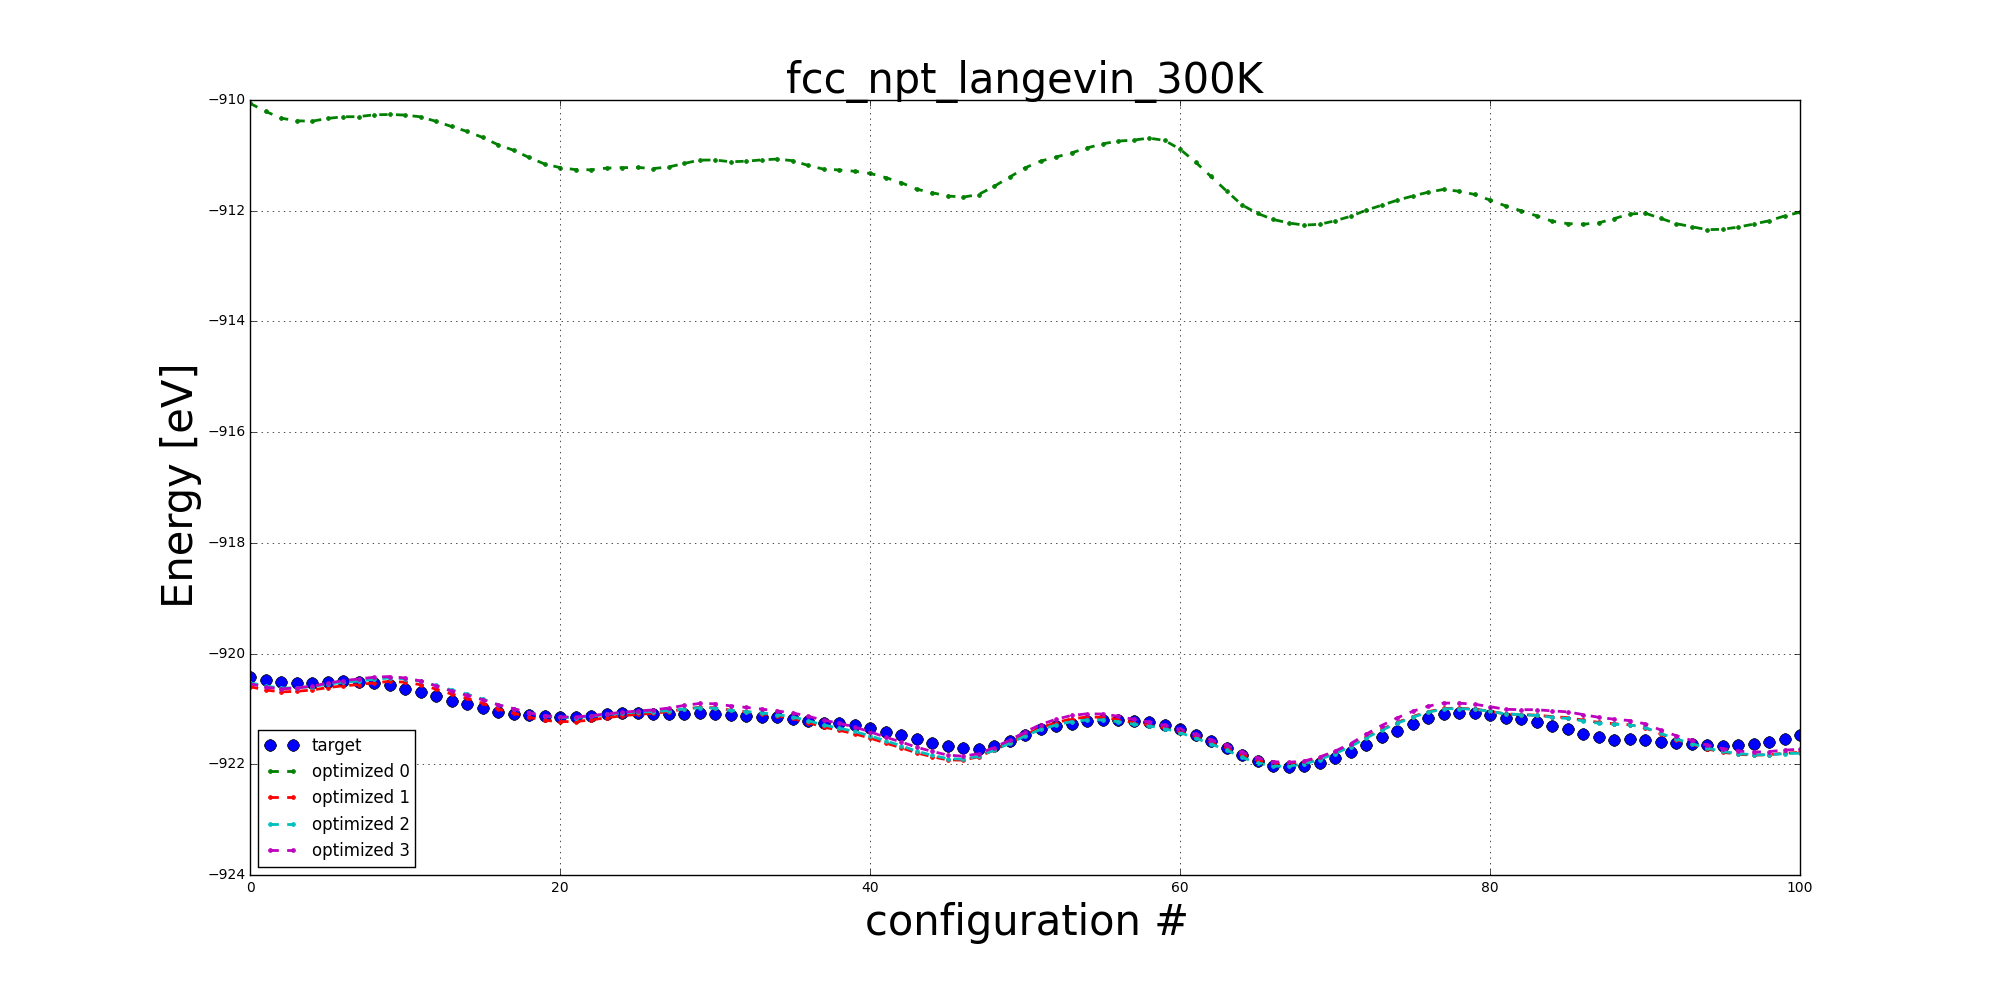 fcc_npt_langevin_300K
−910
−912
−914
−916
−918
−920
−922
−924
Energy [eV]
target
optimized 0
optimized 1
optimized 2
optimized 3
0 20 40 60 80 100
configuration #